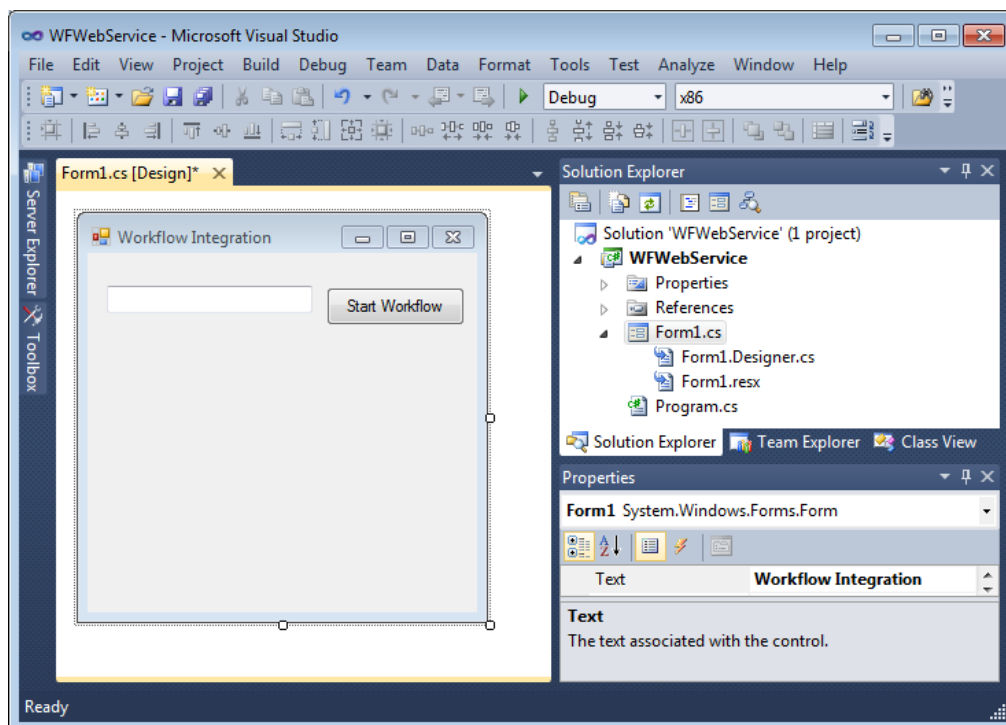 WFWebService - Microsoft Visual Studio
File Edit View Project Build Debug Team Data Format Tools Test Analyze Window Help
Debug x86
Server Explorer
Toolbox
Form1.cs [Design]*
Workflow Integration
Start Workflow
Solution Explorer
Solution 'WFWebService' (1 project)
WFWebService
Properties
References
Form1.cs
Form1.Designer.cs
Form1.resx
Program.cs
Solution Explorer Team Explorer Class View
Properties
Form1 System.Windows.Forms.Form
Text Workflow Integration
Text
The text associated with the control.
Ready